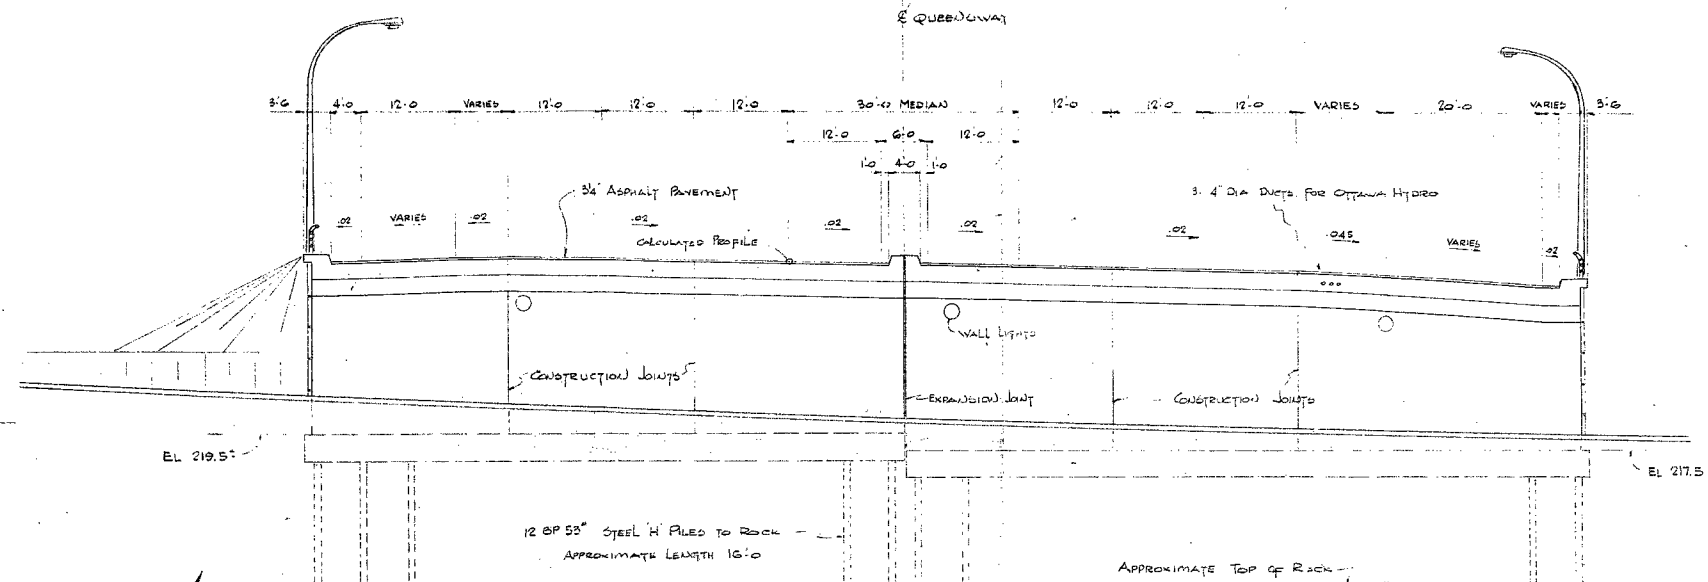 ℄ QUEENSWAY
3'-6 4'-0 12'-0 VARIES 12'-0 12'-0 12'-0 30'-0 MEDIAN 12'-0 12'-0 12'-0 VARIES 20'-0 VARIES 3'-6
12'-0 6'-0 12'-0
1'-0 4'-0 1'-0
3¼" ASPHALT PAVEMENT
3- 4" DIA DUCTS FOR OTTAWA HYDRO
.02 VARIES .02 .02 .02 .02 .02 .045 VARIES .02
CALCULATED PROFILE
WALL LIGHTS
CONSTRUCTION JOINTS
EXPANSION JOINT
CONSTRUCTION JOINTS
EL 219.5±
EL 217.5
12 BP 53# STEEL 'H' PILES TO ROCK
APPROXIMATE LENGTH 16'-0
APPROXIMATE TOP OF ROCK